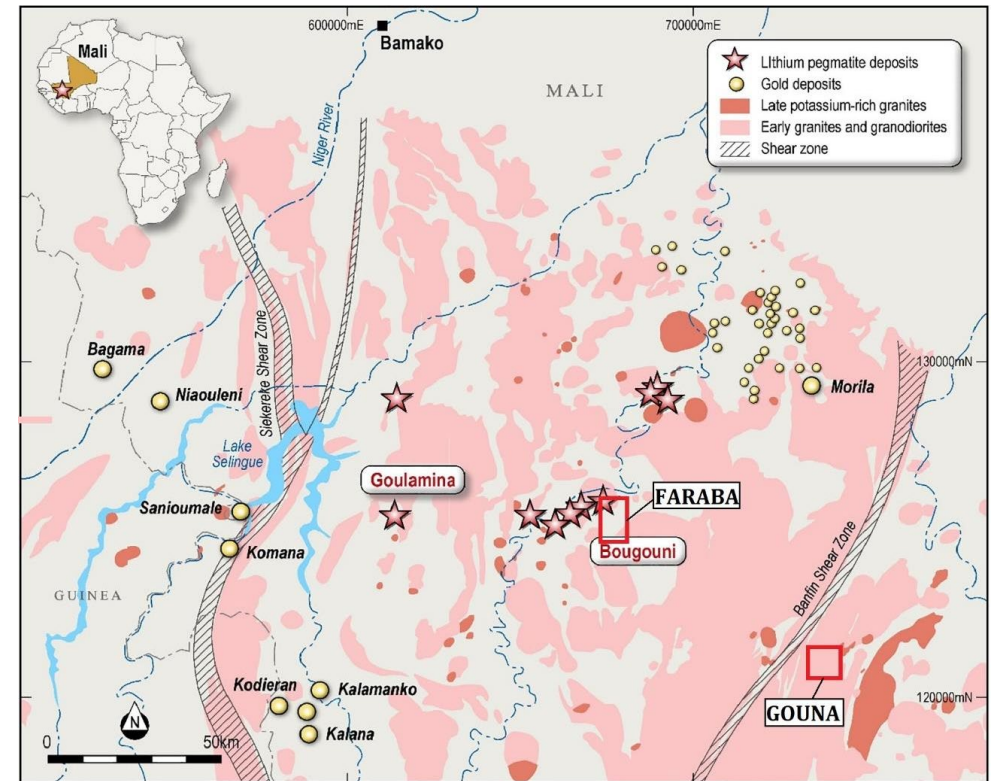 600000mE
700000mE
Mali
Bamako
MALI
LIthium pegmatite deposits
Gold deposits
Late potassium-rich granites
Early granites and granodiorites
Shear zone
Niger River
Siekereke Shear Zone
Bagama
Niaouleni
130000mN
Morila
Lake
Selingue
Goulamina
Sanioumale
FARABA
Komana
Bougouni
GUINEA
Banfin Shear Zone
Kodieran
Kalamanko
120000mN
GOUNA
Kalana
N
0
50km